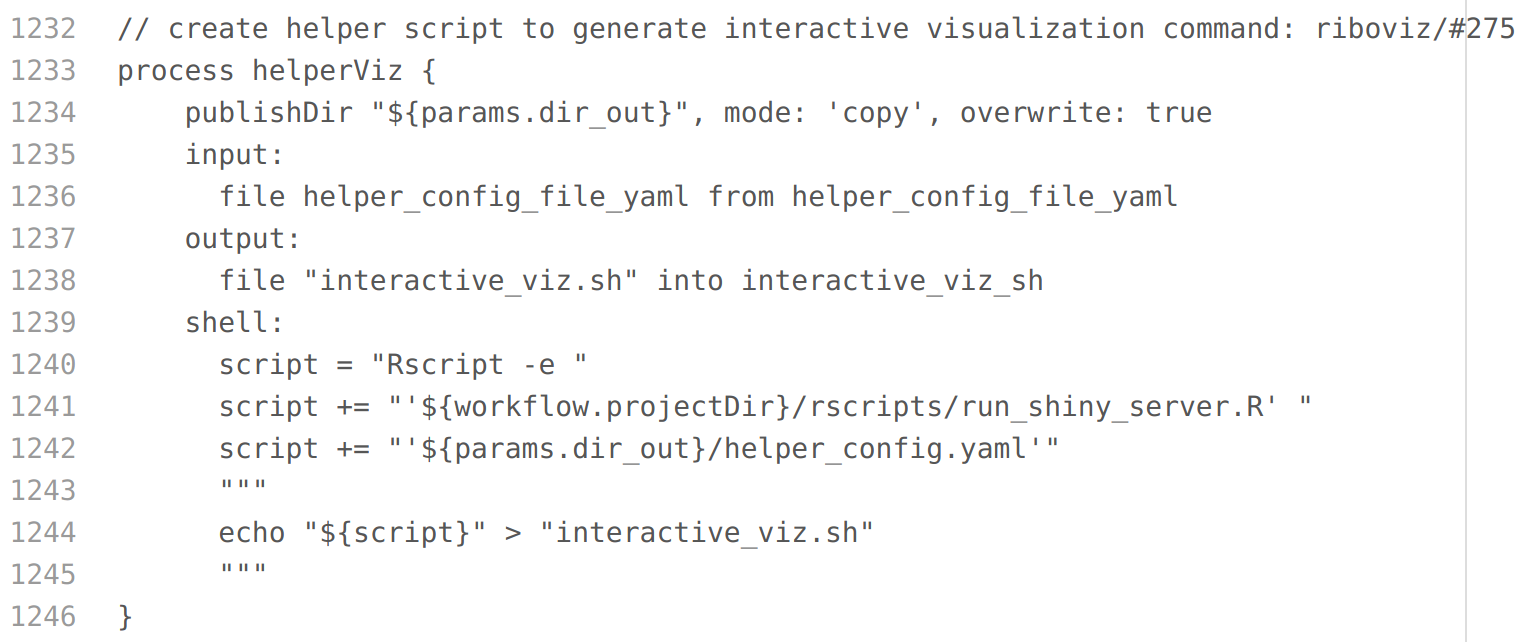 1232 // create helper script to generate interactive visualization command: riboviz/#275
1233 process helperViz {
1234     publishDir "${params.dir_out}", mode: 'copy', overwrite: true
1235     input:
1236       file helper_config_file_yaml from helper_config_file_yaml
1237     output:
1238       file "interactive_viz.sh" into interactive_viz_sh
1239     shell:
1240       script = "Rscript -e "
1241       script += "'${workflow.projectDir}/rscripts/run_shiny_server.R' "
1242       script += "'${params.dir_out}/helper_config.yaml'"
1243       """
1244       echo "${script}" > "interactive_viz.sh"
1245       """
1246 }